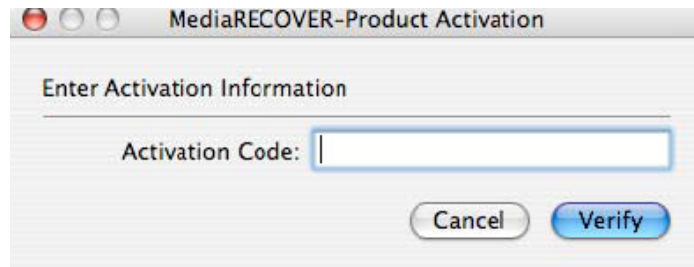 MediaRECOVER-Product Activation
Enter Activation Information
Activation Code:
Cancel
Verify